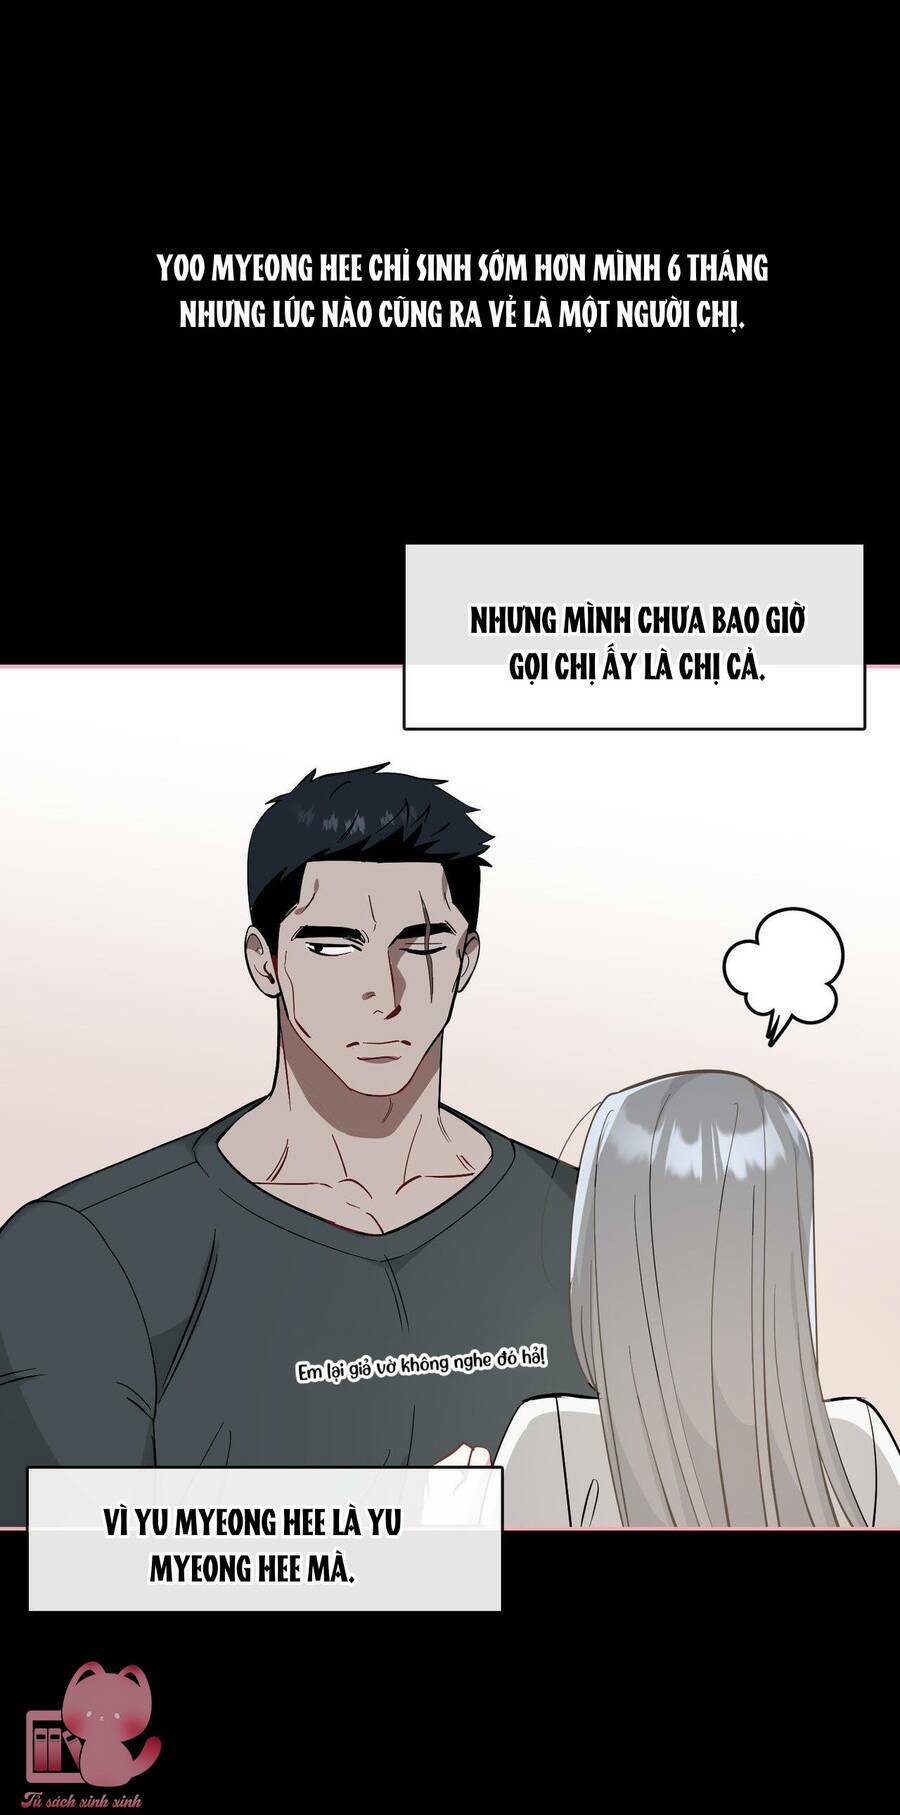 YOO MYEONG HEE CHỈ SINH SỚM HƠN MÌNH 6 THÁNG
NHƯNG LÚC NÀO CŨNG RA VẺ LÀ MỘT NGƯỜI CHỊ.
NHƯNG MÌNH CHƯA BAO GIỜ
GỌI CHỊ ẤY LÀ CHỊ CẢ.
Em lại giả vờ không nghe đó hả!
VÌ YU MYEONG HEE LÀ YU
MYEONG HEE MÀ.
Tủ sách xinh xinh